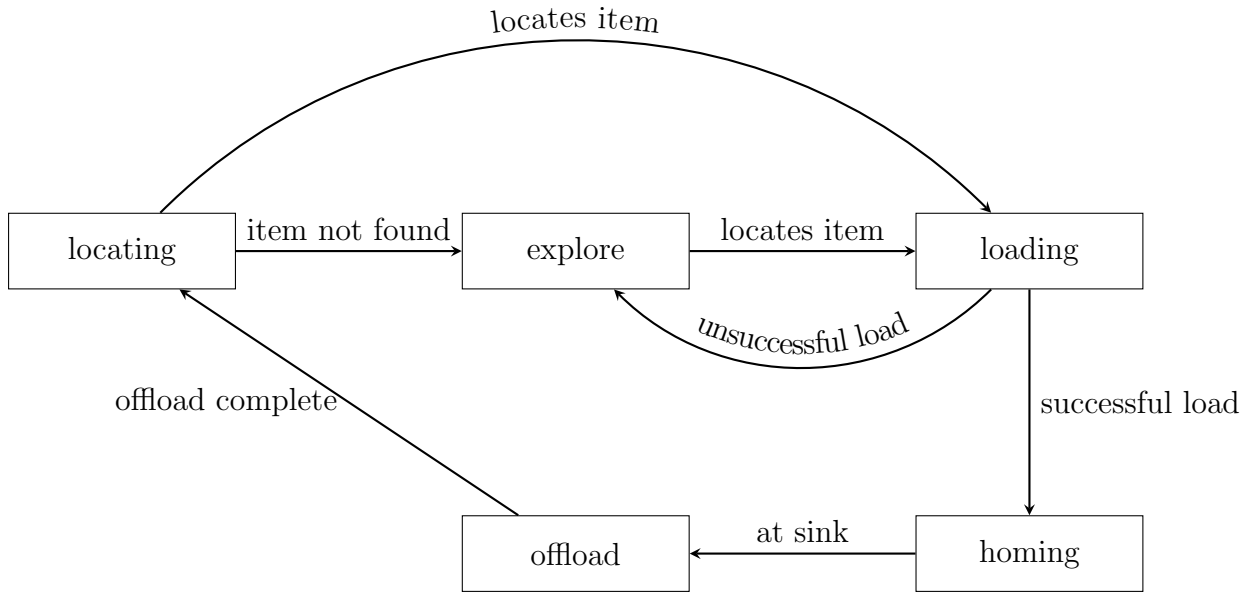 locates item
locating
item not found
explore
locates item
loading
unsuccessful load
offload complete
successful load
offload
at sink
homing